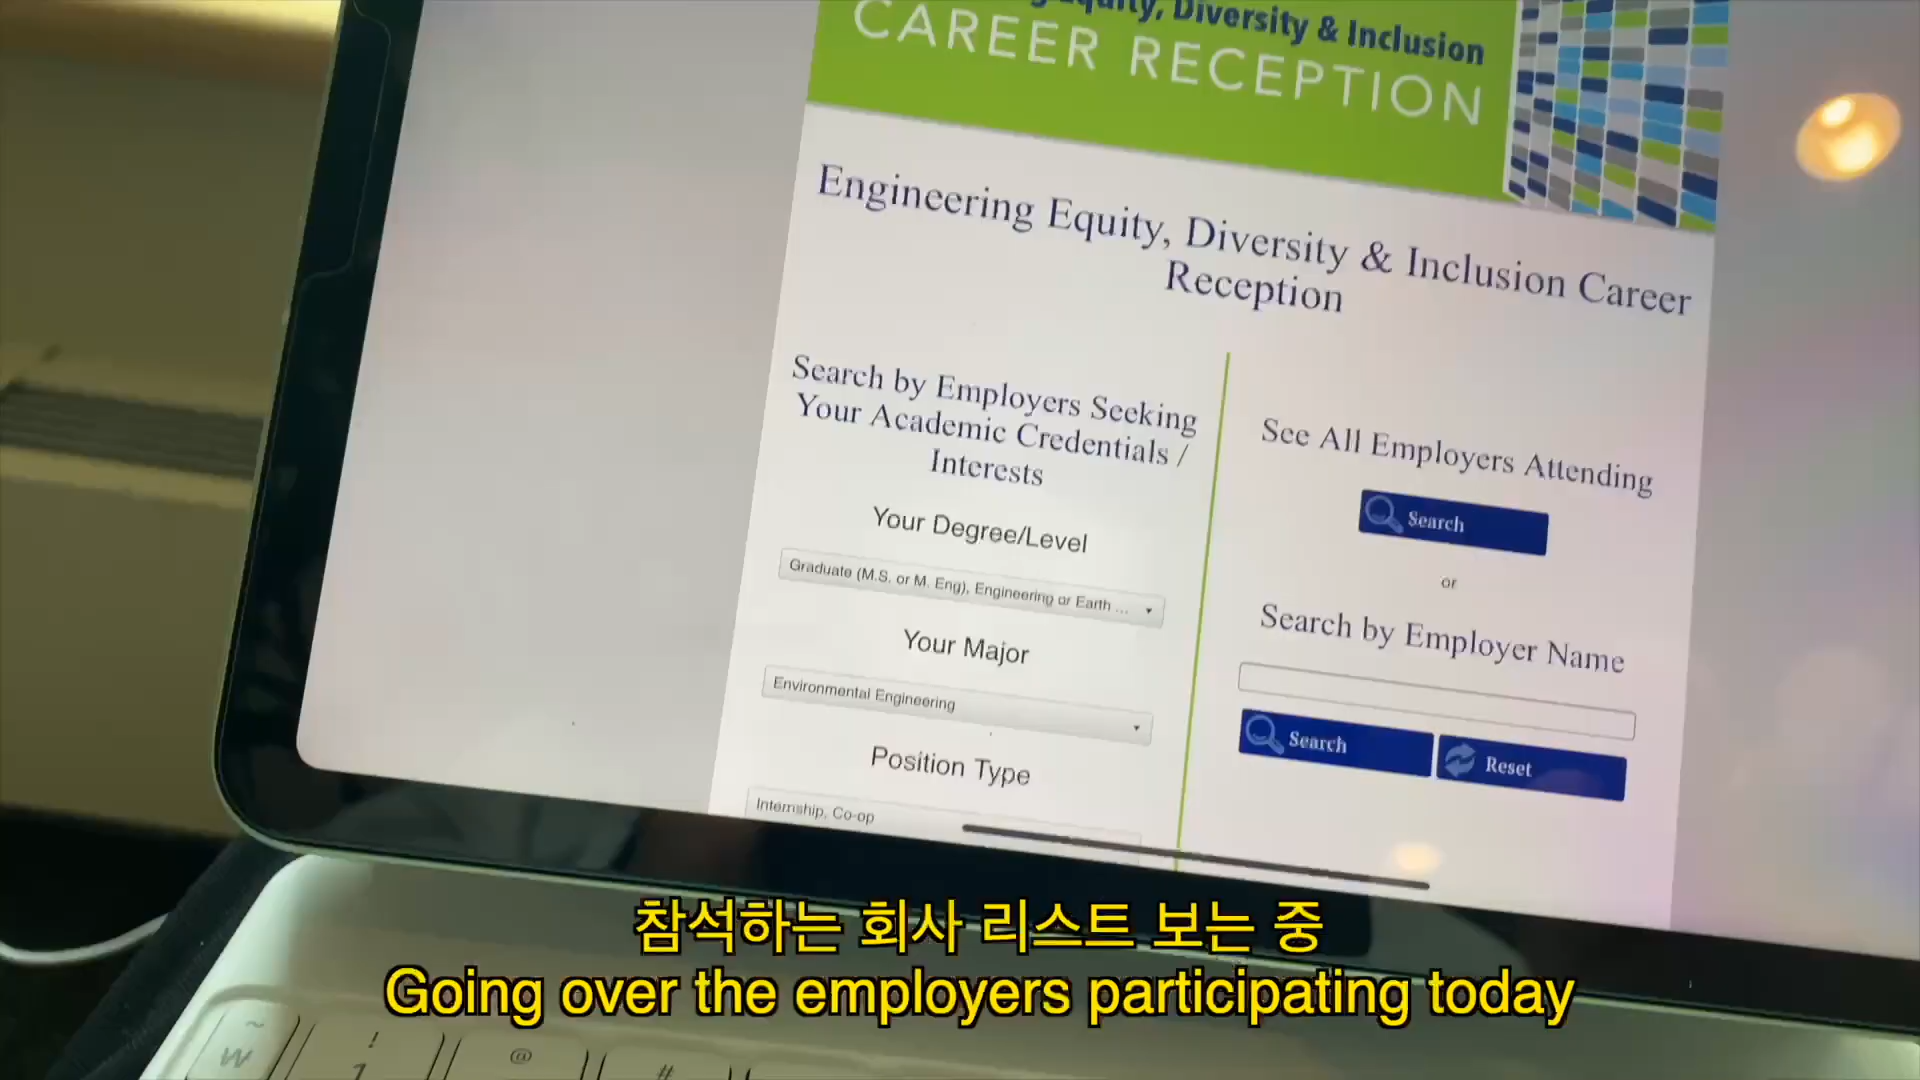 Equity, Diversity & Inclusion
CAREER RECEPTION
Engineering Equity, Diversity & Inclusion Career
Reception
Search by Employers Seeking
Your Academic Credentials /
Interests
Your Degree/Level
Graduate (M.S. or M. Eng), Engineering or Earth ...
Your Major
Environmental Engineering
Position Type
Internship, Co-op
See All Employers Attending
Search
or
Search by Employer Name
Search
Reset
참석하는 회사 리스트 보는 중
Going over the employers participating today
~
₩
!
1
@
#